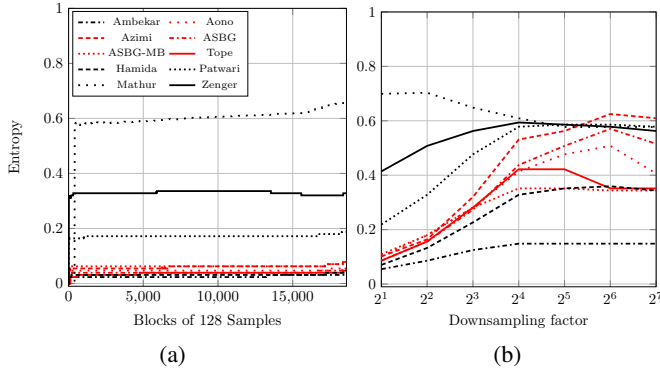 1
0.8
0.6
0.4
0.2
0
Entropy
Ambekar Aono
Azimi ASBG
ASBG-MB Tope
Hamida Patwari
Mathur Zenger
0 5,000 10,000 15,000
Blocks of 128 Samples
(a)
1
0.8
0.6
0.4
0.2
0
2^1 2^2 2^3 2^4 2^5 2^6 2^7
Downsampling factor
(b)